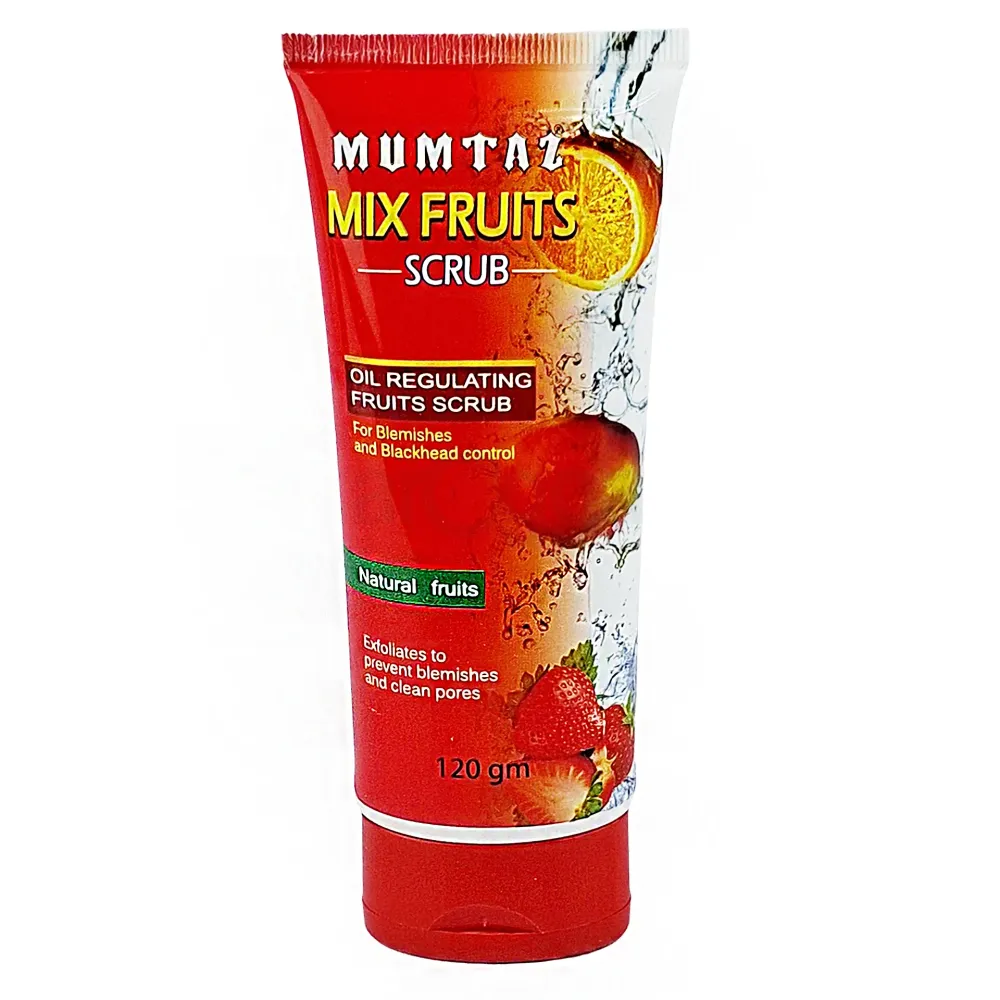 MUMTAZ®
MIX FRUITS
SCRUB
OIL REGULATING
FRUITS SCRUB
For Blemishes
and Blackhead control
Natural fruits
Exfoliates to
prevent blemishes
and clean pores
120 gm